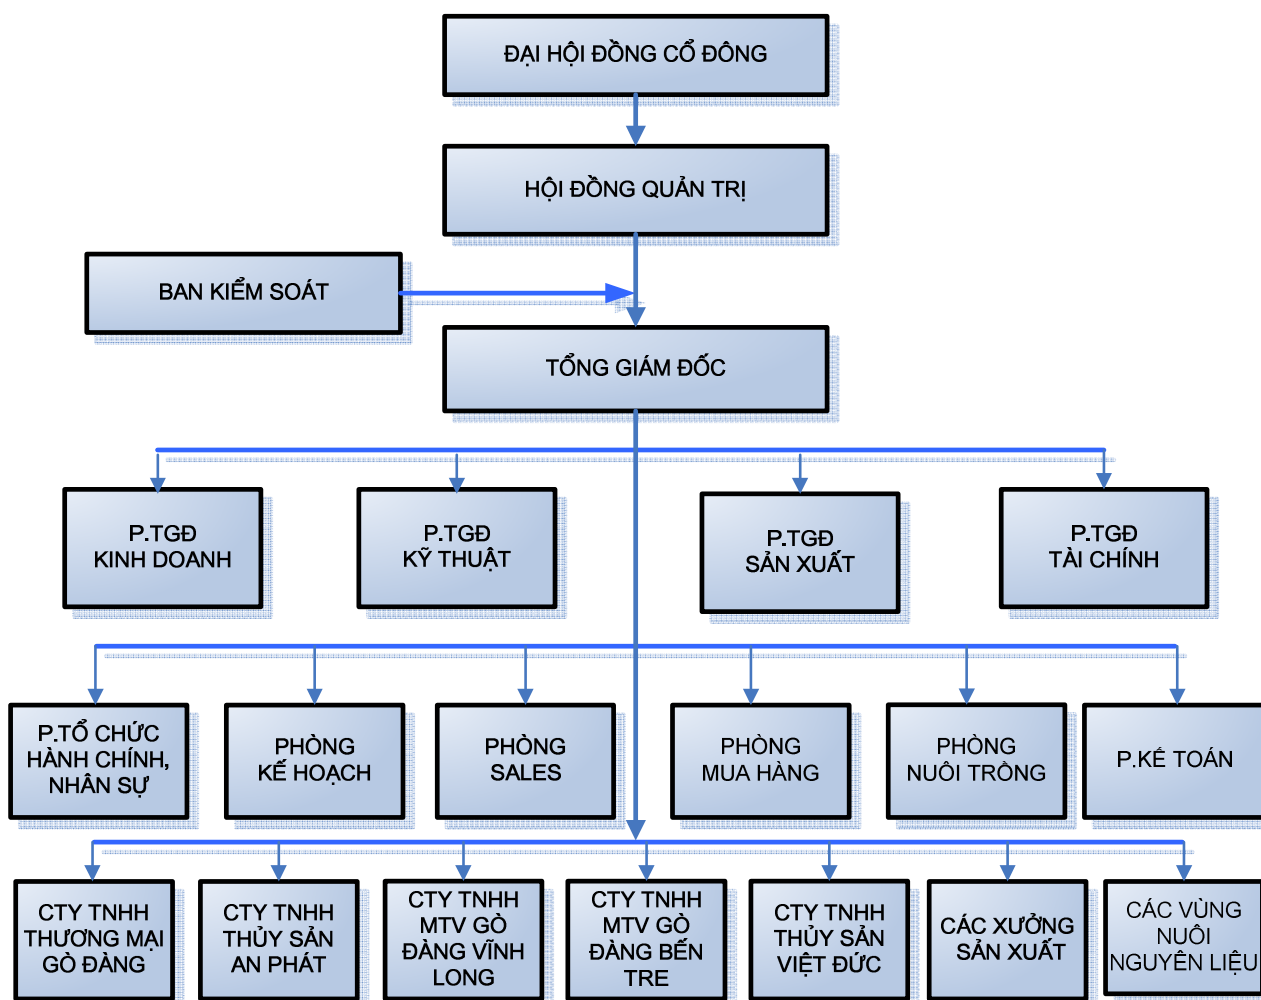 ĐẠI HỘI ĐỒNG CỔ ĐÔNG
HỘI ĐỒNG QUẢN TRỊ
BAN KIỂM SOÁT
TỔNG GIÁM ĐỐC
P.TGĐ
KINH DOANH
P.TGĐ
KỸ THUẬT
P.TGĐ
SẢN XUẤT
P.TGĐ
TÀI CHÍNH
P.TỔ CHỨC
HÀNH CHÍNH,
NHÂN SỰ
PHÒNG
KẾ HOẠCH
PHÒNG
SALES
PHÒNG
MUA HÀNG
PHÒNG
NUÔI TRỒNG
P.KẾ TOÁN
CTY TNHH
THƯƠNG MẠI
GÒ ĐÀNG
CTY TNHH
THỦY SẢN
AN PHÁT
CTY TNHH
MTV GÒ
ĐÀNG VĨNH
LONG
CTY TNHH
MTV GÒ
ĐÀNG BẾN
TRE
CTY TNHH
THỦY SẢN
VIỆT ĐỨC
CÁC XƯỞNG
SẢN XUẤT
CÁC VÙNG
NUÔI
NGUYÊN LIỆU